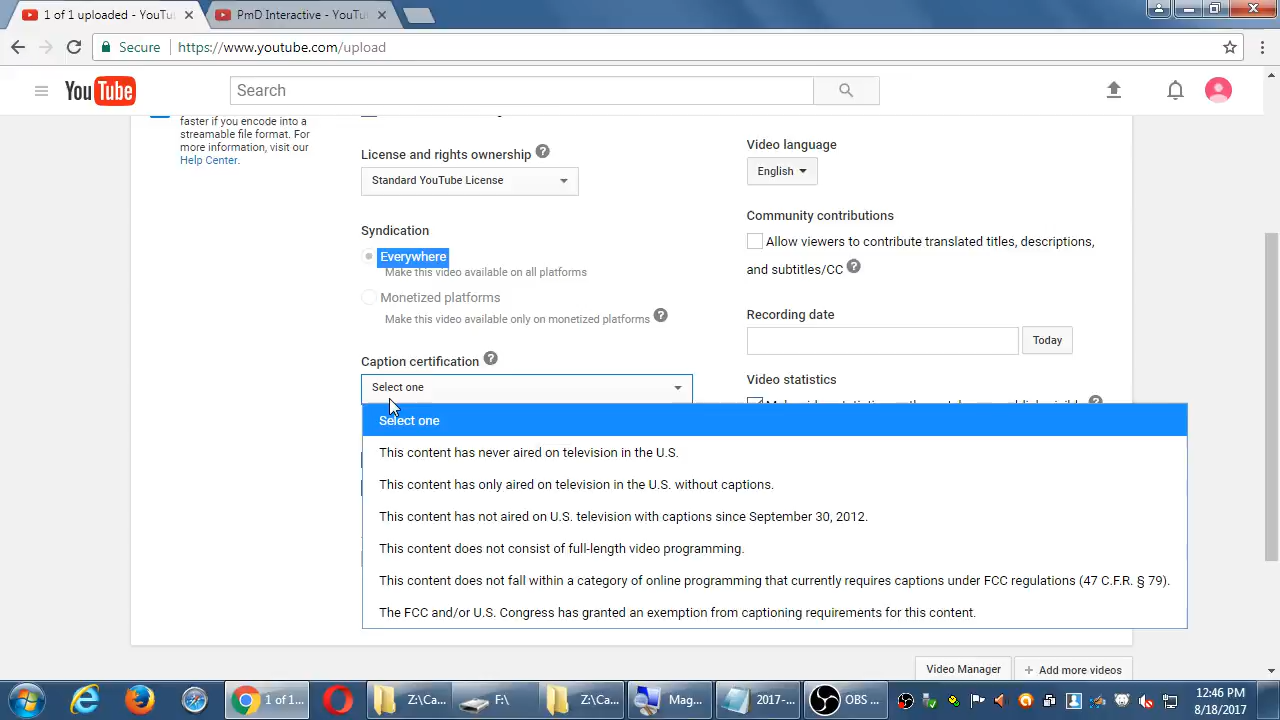 1 of 1 uploaded - YouTu
PmD Interactive - YouTu
Secure
https://www.youtube.com/upload
YouTube
Search
faster if you encode into a
streamable file format. For
more information, visit our
Help Center.
License and rights ownership ?
Standard YouTube License
Syndication
Everywhere
Make this video available on all platforms
Monetized platforms
Make this video available only on monetized platforms ?
Caption certification ?
Select one
Select one
This content has never aired on television in the U.S.
This content has only aired on television in the U.S. without captions.
This content has not aired on U.S. television with captions since September 30, 2012.
This content does not consist of full-length video programming.
This content does not fall within a category of online programming that currently requires captions under FCC regulations (47 C.F.R. § 79).
The FCC and/or U.S. Congress has granted an exemption from captioning requirements for this content.
Video language
English
Community contributions
Allow viewers to contribute translated titles, descriptions,
and subtitles/CC ?
Recording date
Today
Video statistics
Video Manager
+ Add more videos
1 of 1...
Z:\Ca...
F:\
Z:\Ca...
Mag...
2017-...
OBS ...
12:46 PM
8/18/2017